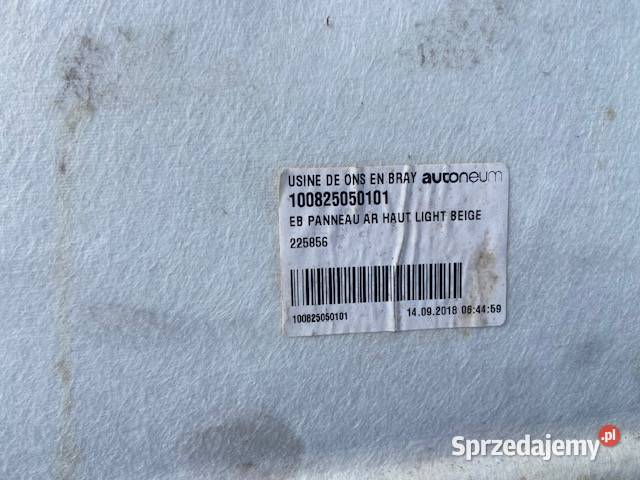 USINE DE ONS EN BRAY autoneum
100825050101
EB PANNEAU AR HAUT LIGHT BEIGE
225856
100825050101 14.09.2018 06:44:59
Sprzedajemy.pl